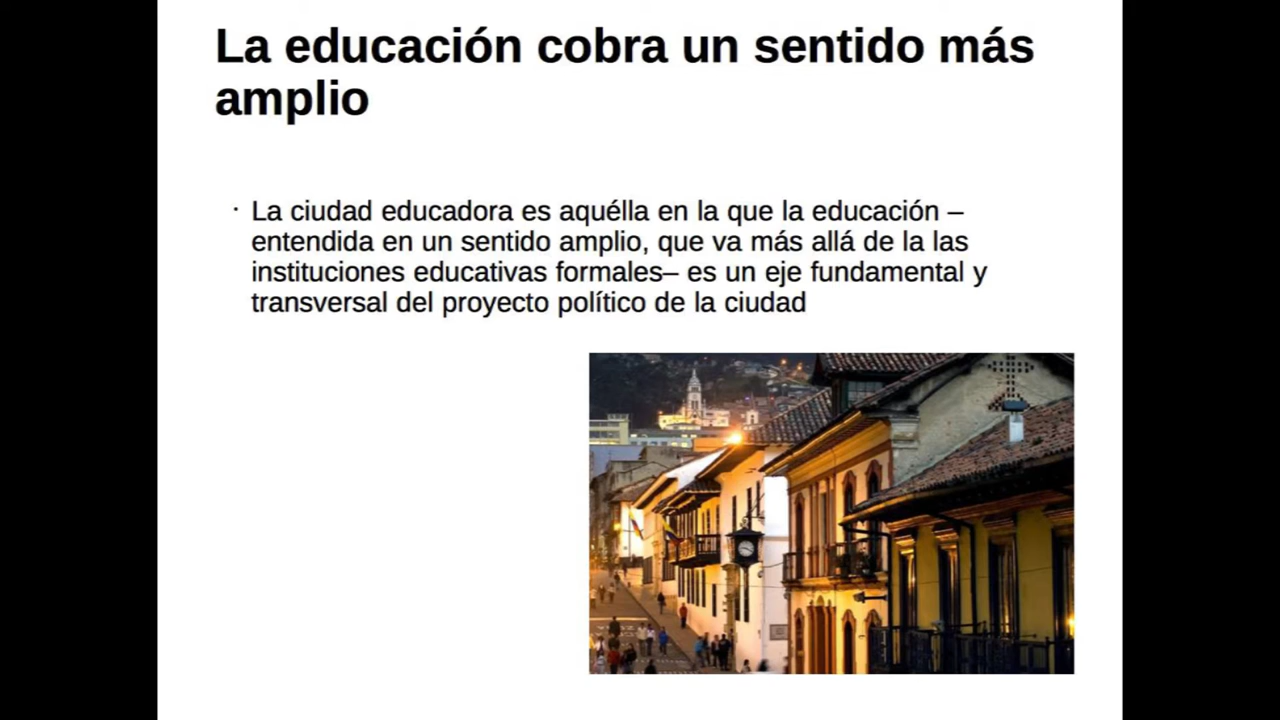 La educación cobra un sentido más
amplio
· La ciudad educadora es aquélla en la que la educación –
entendida en un sentido amplio, que va más allá de la las
instituciones educativas formales– es un eje fundamental y
transversal del proyecto político de la ciudad